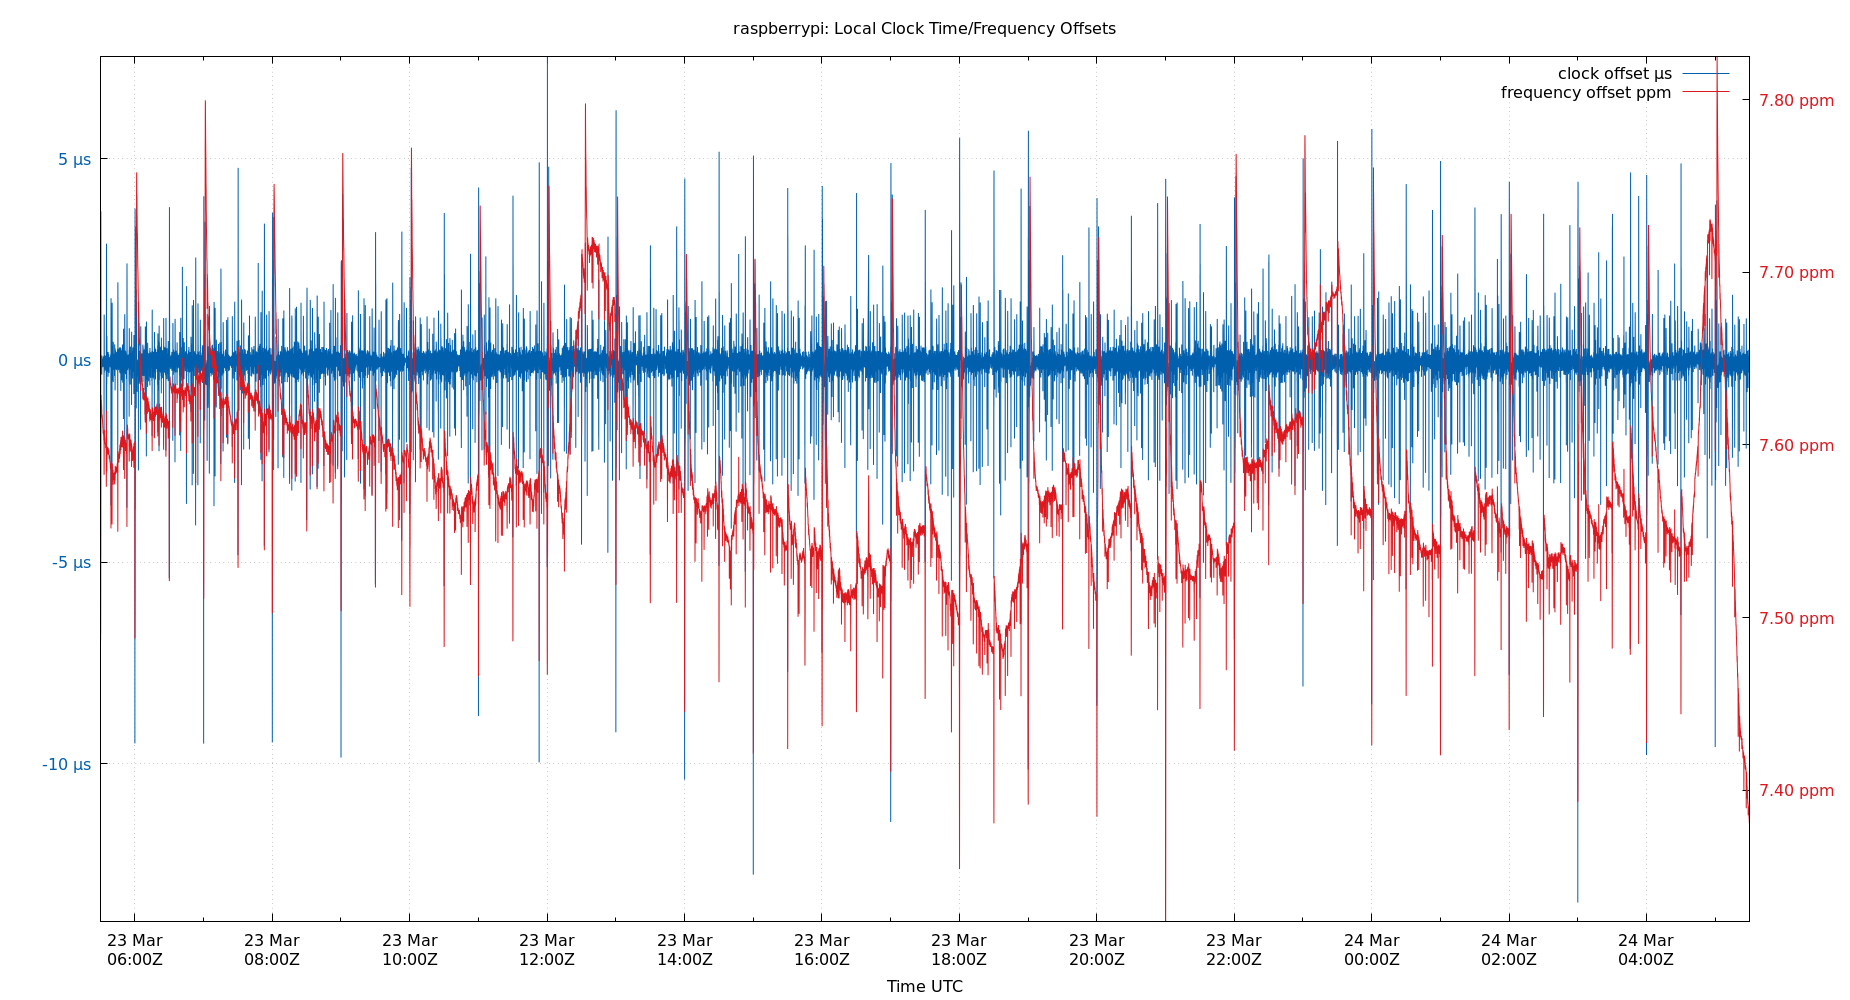 raspberrypi: Local Clock Time/Frequency Offsets
clock offset µs
frequency offset ppm
5 µs
0 µs
-5 µs
-10 µs
7.80 ppm
7.70 ppm
7.60 ppm
7.50 ppm
7.40 ppm
23 Mar 23 Mar 23 Mar 23 Mar 23 Mar 23 Mar 23 Mar 23 Mar 23 Mar 24 Mar 24 Mar 24 Mar
06:00Z 08:00Z 10:00Z 12:00Z 14:00Z 16:00Z 18:00Z 20:00Z 22:00Z 00:00Z 02:00Z 04:00Z
Time UTC